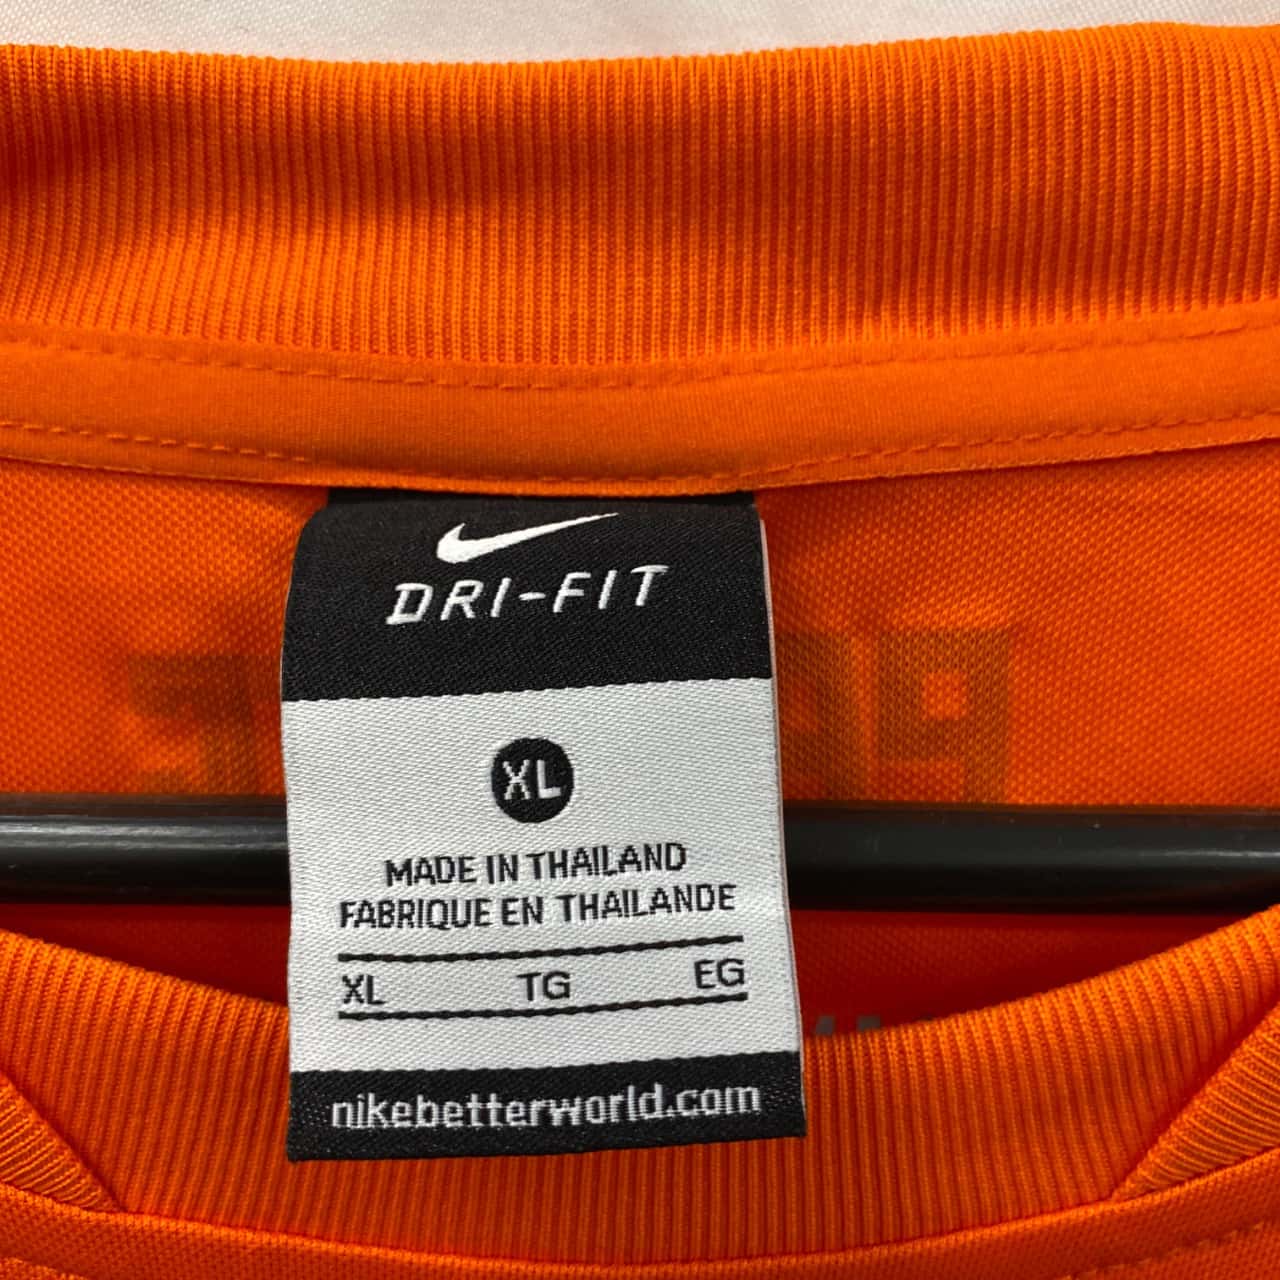 DRI-FIT
XL
MADE IN THAILAND
FABRIQUE EN THAILANDE
XL TG EG
nikebetterworld.com